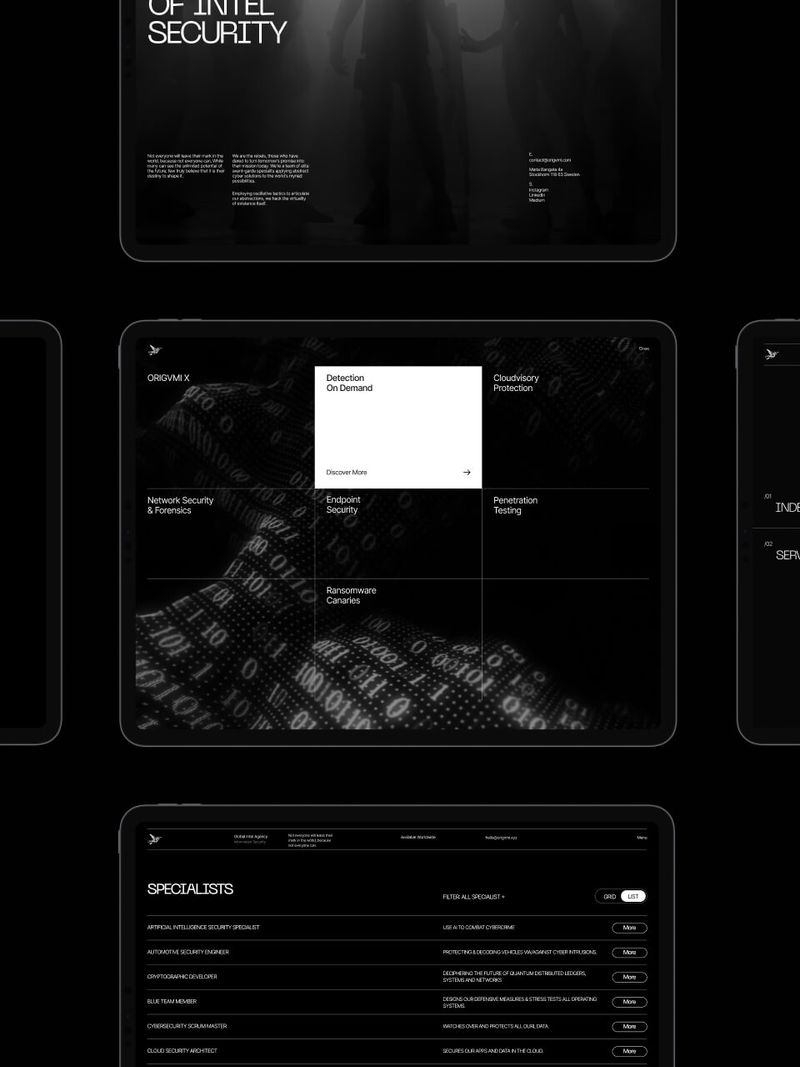 OF INTEL
SECURITY
Not everyone will leave their mark in the
world, because not everyone can. While
many can see the unlimited potential of
the future, few truly believe that it is their
destiny to shape it.
We are the rebels, those who have
dared to turn tomorrow's promise into
their mission today. We're a team of elite
avant-garde specialty applying abstract
cyber solutions to the world's myriad
possibilities.
Employing oscillative tactics to articulate
our abstractions, we hack the virtuality
of existence itself.
E.
contact@origvmi.com
Stockholm 118 63 Sweden
S.
Instagram
LinkedIn
Medium
Close
ORIGVMI X
Detection
On Demand
Discover More
Cloudvisory
Protection
Network Security
& Forensics
Endpoint
Security
Penetration
Testing
Ransomware
Canaries
/01
INDE
/02
SERV
Global Intel Agency
Information Security
Not everyone will leave their
mark in the world, because
not everyone can.
Available Worldwide
hello@origvmi.xyz
Menu
SPECIALISTS
FILTER: ALL SPECIALIST +
GRID
LIST
ARTIFICIAL INTELLIGENCE SECURITY SPECIALIST
USE AI TO COMBAT CYBERCRIME
More
AUTOMOTIVE SECURITY ENGINEER
PROTECTING & DECODING VEHICLES VIA/AGAINST CYBER INTRUSIONS.
More
CRYPTOGRAPHIC DEVELOPER
DECIPHERING THE FUTURE OF QUANTUM DISTRIBUTED LEDGERS,
SYSTEMS AND NETWORKS
More
BLUE TEAM MEMBER
DESIGNS OUR DEFENSIVE MEASURES & STRESS TESTS ALL OPERATING
SYSTEMS.
More
CYBERSECURITY SCRUM MASTER
WATCHES OVER AND PROTECTS ALL OUR DATA.
More
CLOUD SECURITY ARCHITECT
SECURES OUR APPS AND DATA IN THE CLOUD.
More